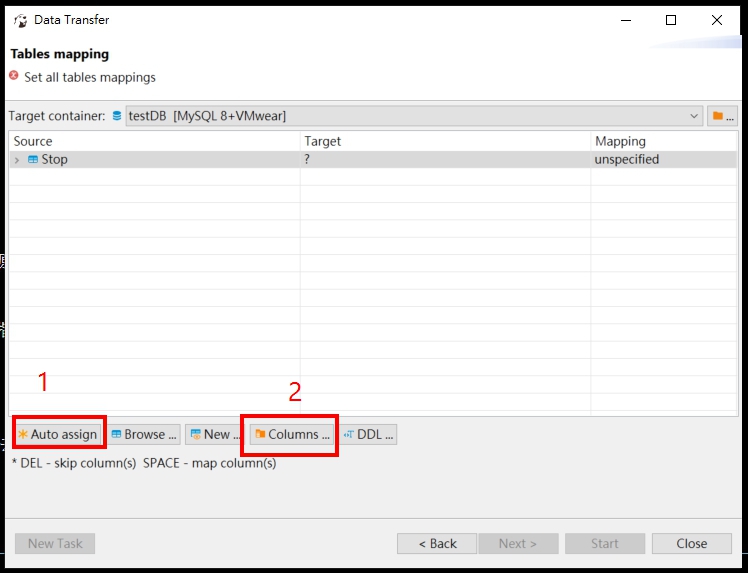 Data Transfer
Tables mapping
Set all tables mappings
Target container: testDB [MySQL 8+VMwear] ...
Source Target Mapping
Stop ? unspecified
1 2
Auto assign Browse ... New ... Columns ... DDL ...
* DEL - skip column(s) SPACE - map column(s)
New Task < Back Next > Start Close